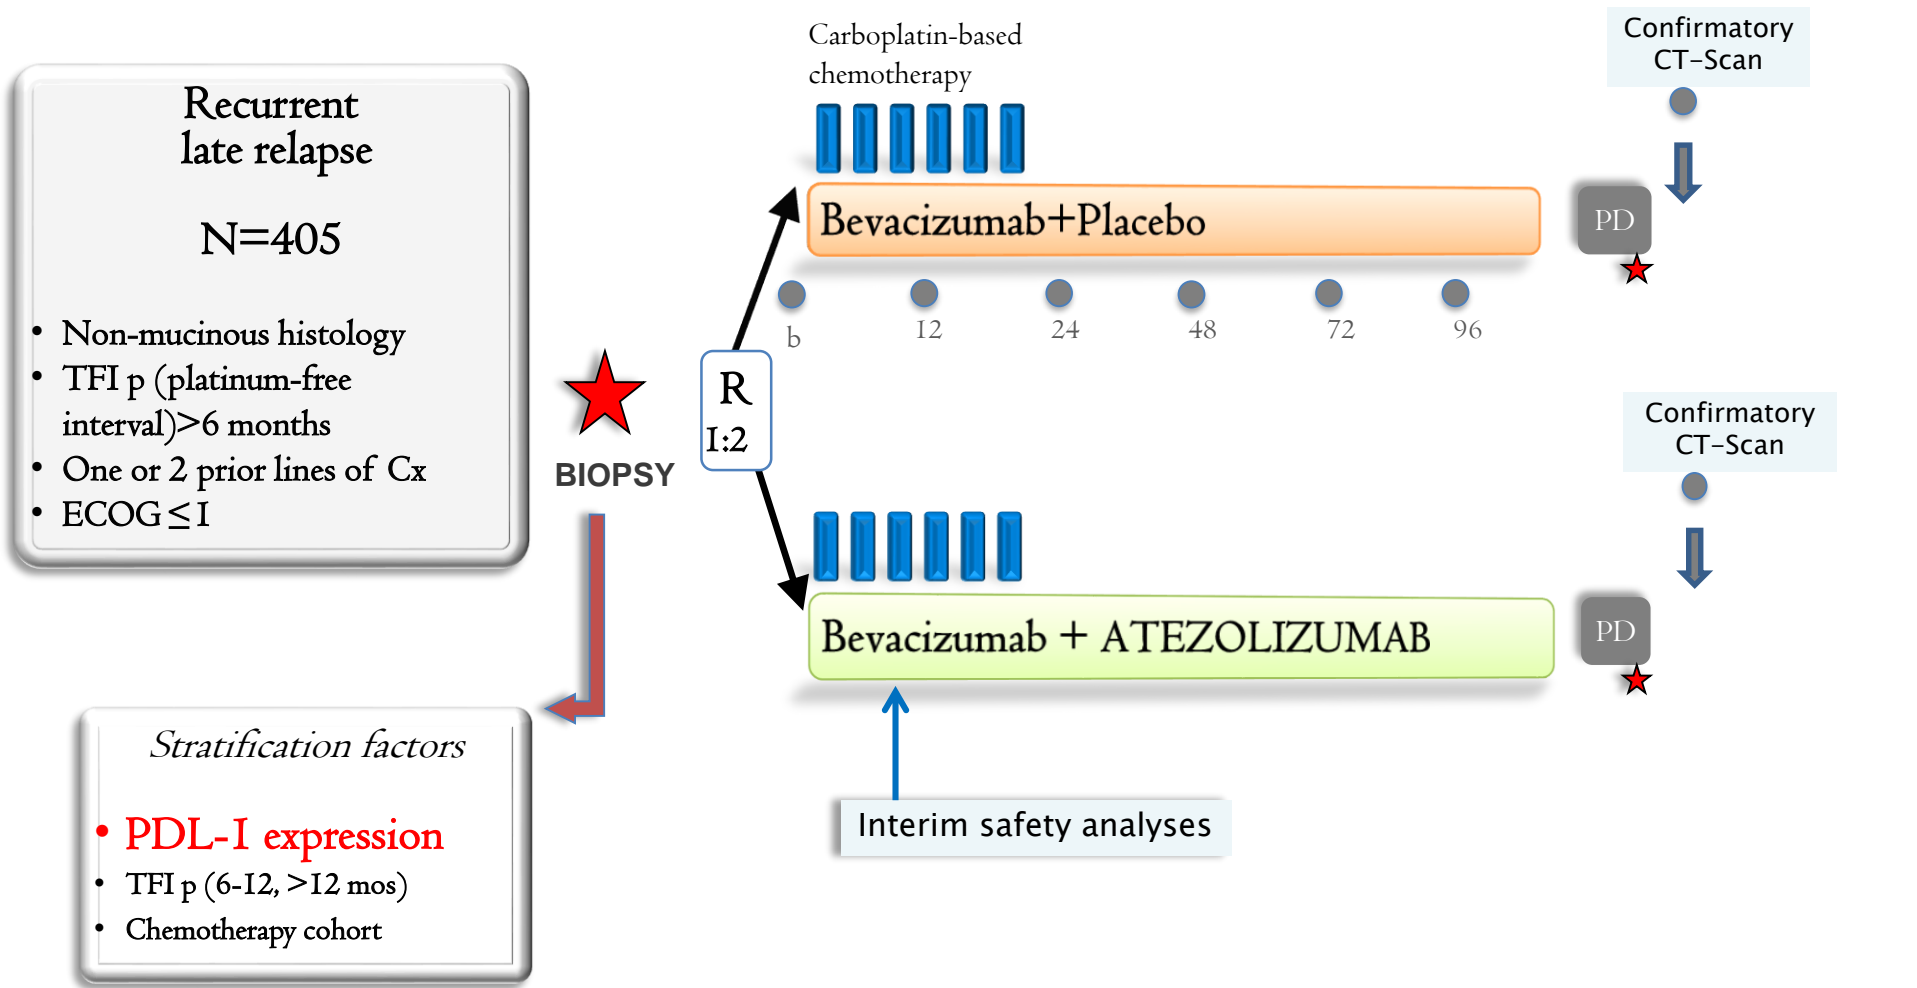 Recurrent
late relapse
N=405
• Non-mucinous histology
• TFI p (platinum-free
interval)>6 months
• One or 2 prior lines of Cx
• ECOG ≤ 1
BIOPSY
Stratification factors
• PDL-1 expression
• TFI p (6-12, >12 mos)
• Chemotherapy cohort
R
1:2
Carboplatin-based
chemotherapy
Bevacizumab+Placebo
b 12 24 48 72 96
PD
Confirmatory
CT-Scan
Bevacizumab + ATEZOLIZUMAB
PD
Confirmatory
CT-Scan
Interim safety analyses